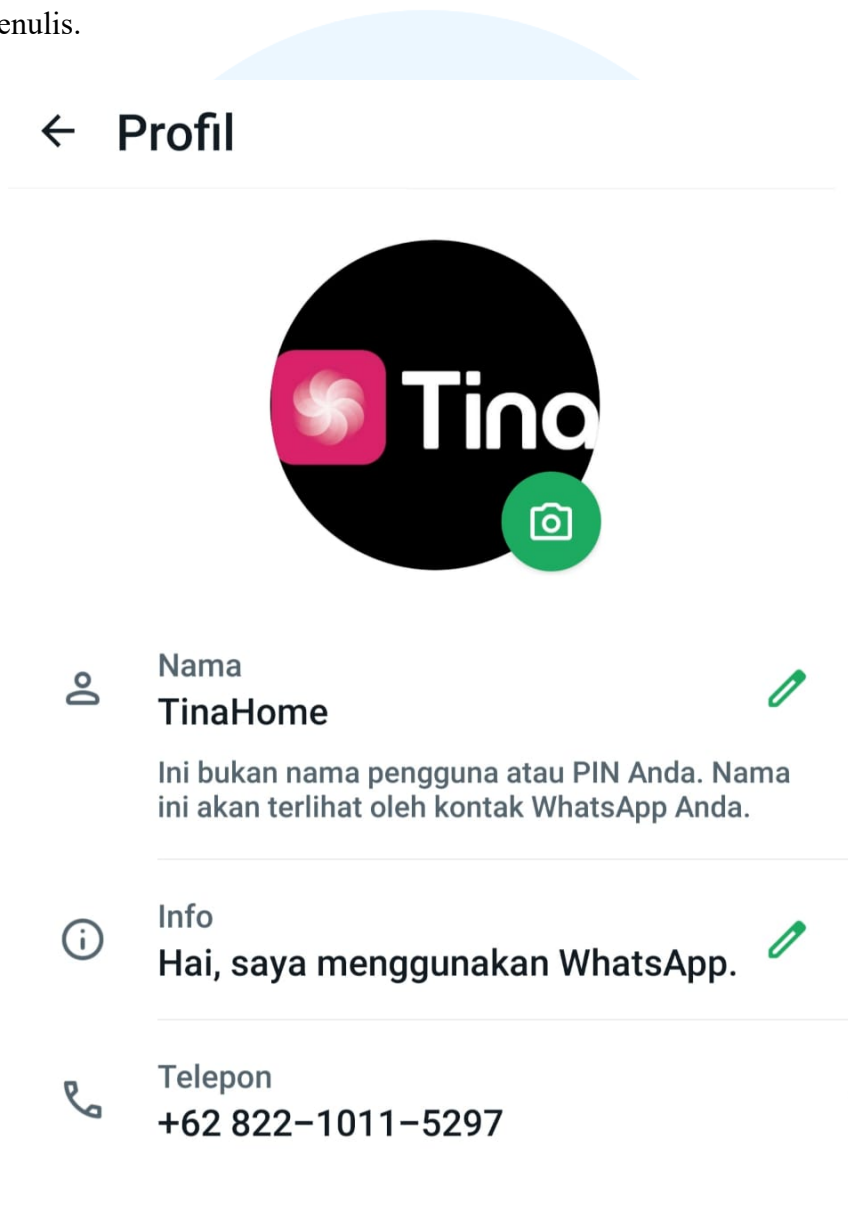 enulis.
Profil
Tina
Nama
TinaHome
Ini bukan nama pengguna atau PIN Anda. Nama
ini akan terlihat oleh kontak WhatsApp Anda.
Info
Hai, saya menggunakan WhatsApp.
Telepon
+62 822–1011–5297